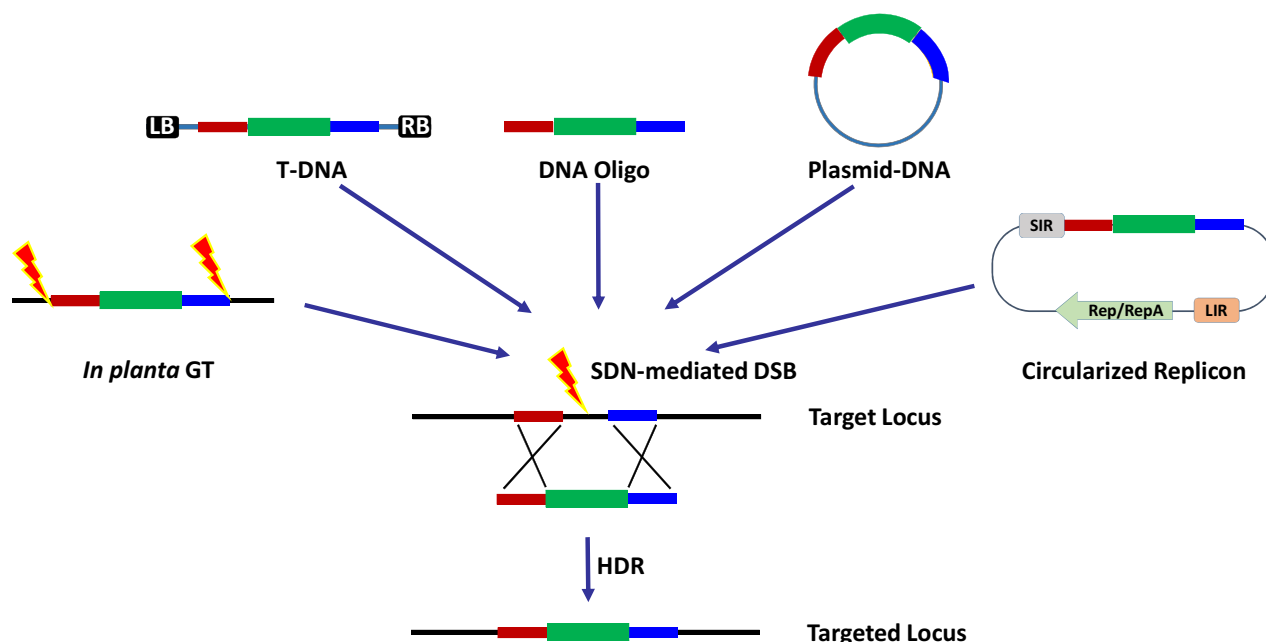 LB
RB
T-DNA
DNA Oligo
Plasmid-DNA
SIR
Rep/RepA
LIR
In planta GT
SDN-mediated DSB
Circularized Replicon
Target Locus
HDR
Targeted Locus